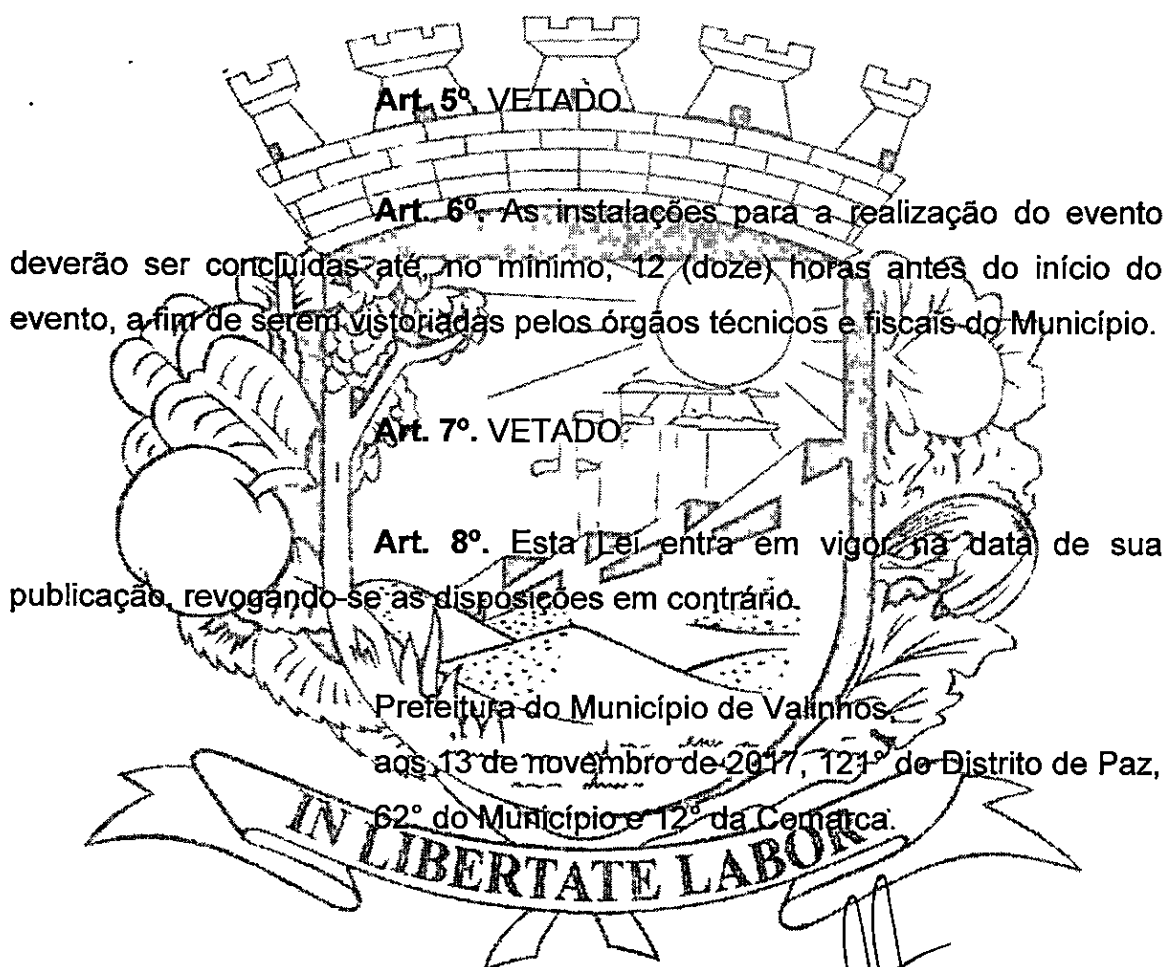 Art. 5º. VETADO.
Art. 6º. As instalações para a realização do evento
deverão ser concluídas até, no mínimo, 12 (doze) horas antes do início do
evento, a fim de serem vistoriadas pelos órgãos técnicos e fiscais do Município.
Art. 7º. VETADO.
Art. 8º. Esta Lei entra em vigor na data de sua
publicação, revogando-se as disposições em contrário.
Prefeitura do Município de Valinhos,
aos 13 de novembro de 2017, 121° do Distrito de Paz,
62° do Município e 12° da Comarca.
IN LIBERTATE LABOR